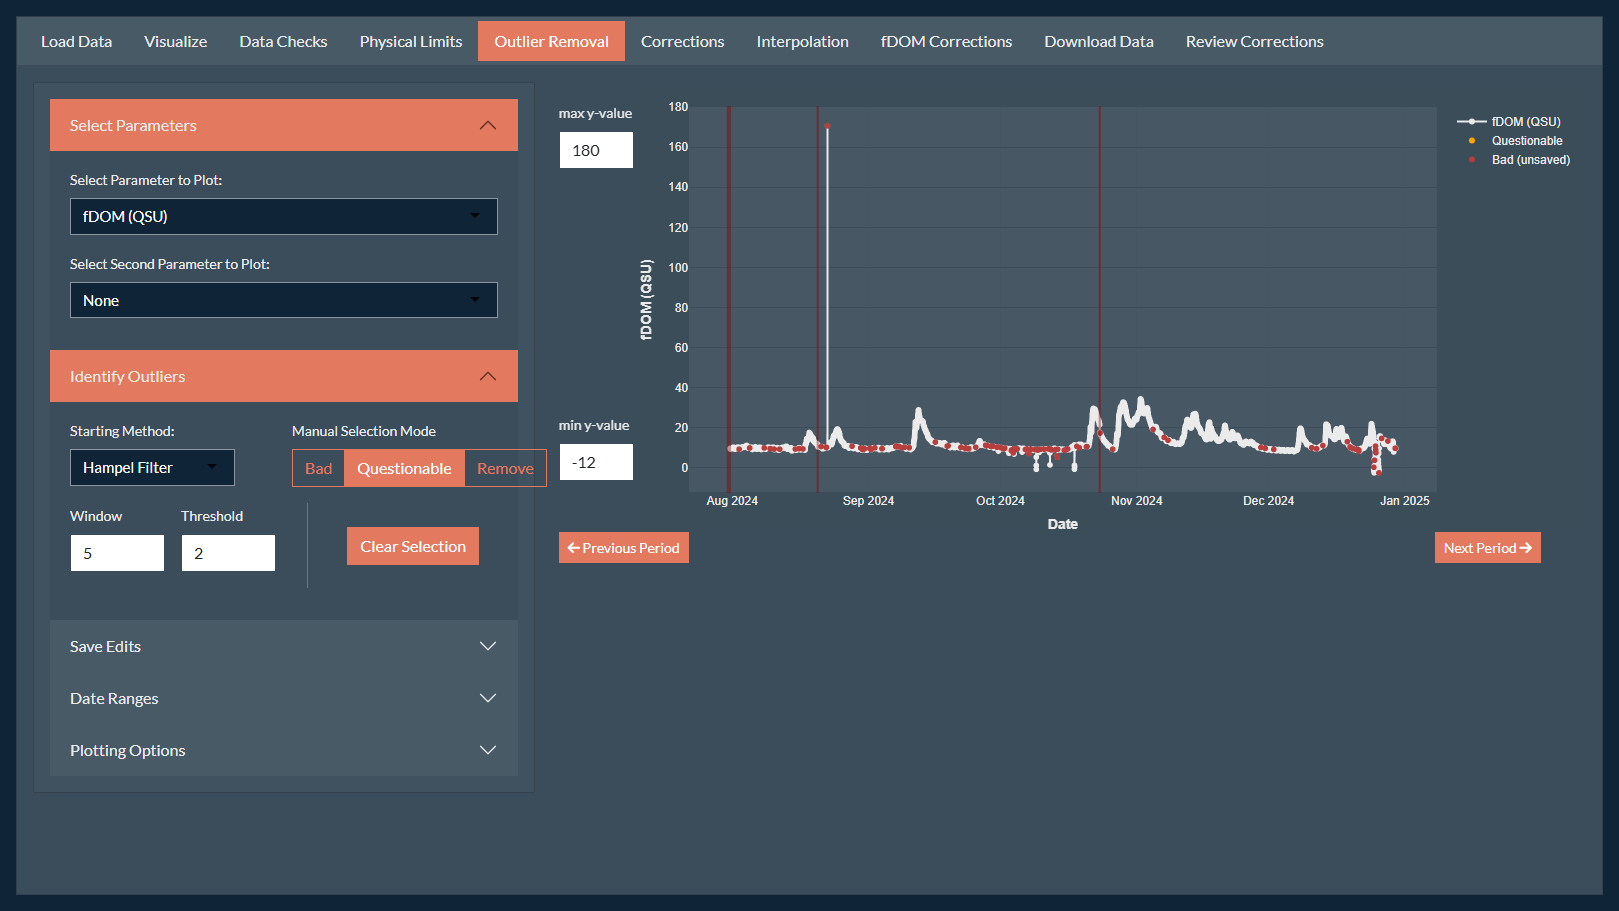 Load Data Visualize Data Checks Physical Limits Outlier Removal Corrections Interpolation fDOM Corrections Download Data Review Corrections
Select Parameters
Select Parameter to Plot:
fDOM (QSU)
Select Second Parameter to Plot:
None
Identify Outliers
Starting Method:
Hampel Filter
Manual Selection Mode
Bad Questionable Remove
Window
5
Threshold
2
Clear Selection
Save Edits
Date Ranges
Plotting Options
max y-value
180
min y-value
-12
fDOM (QSU)
180
160
140
120
100
80
60
40
20
0
Aug 2024 Sep 2024 Oct 2024 Nov 2024 Dec 2024 Jan 2025
Date
fDOM (QSU)
Questionable
Bad (unsaved)
Previous Period
Next Period